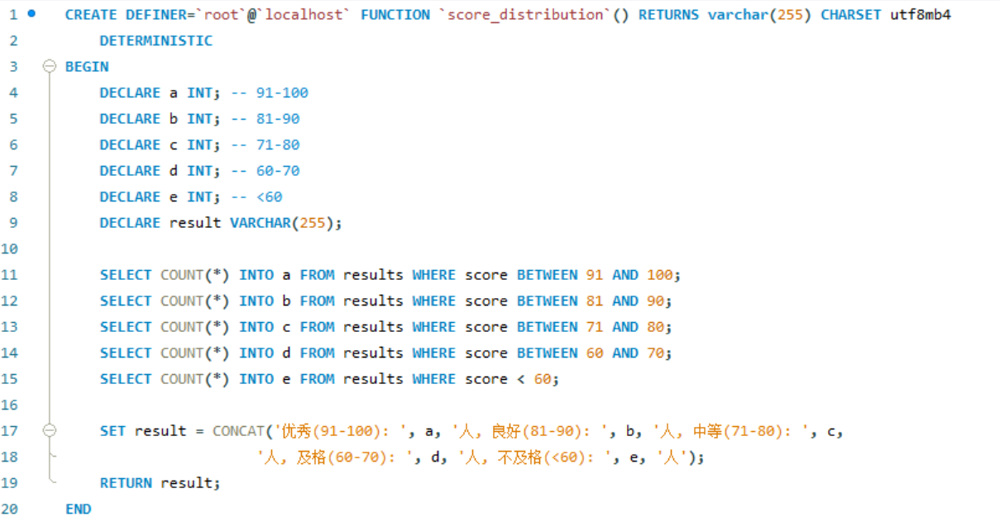 1 CREATE DEFINER=`root`@`localhost` FUNCTION `score_distribution`() RETURNS varchar(255) CHARSET utf8mb4
2 DETERMINISTIC
3 BEGIN
4 DECLARE a INT; -- 91-100
5 DECLARE b INT; -- 81-90
6 DECLARE c INT; -- 71-80
7 DECLARE d INT; -- 60-70
8 DECLARE e INT; -- <60
9 DECLARE result VARCHAR(255);
10
11 SELECT COUNT(*) INTO a FROM results WHERE score BETWEEN 91 AND 100;
12 SELECT COUNT(*) INTO b FROM results WHERE score BETWEEN 81 AND 90;
13 SELECT COUNT(*) INTO c FROM results WHERE score BETWEEN 71 AND 80;
14 SELECT COUNT(*) INTO d FROM results WHERE score BETWEEN 60 AND 70;
15 SELECT COUNT(*) INTO e FROM results WHERE score < 60;
16
17 SET result = CONCAT('优秀(91-100): ', a, '人, 良好(81-90): ', b, '人, 中等(71-80): ', c,
18 '人, 及格(60-70): ', d, '人, 不及格(<60): ', e, '人');
19 RETURN result;
20 END